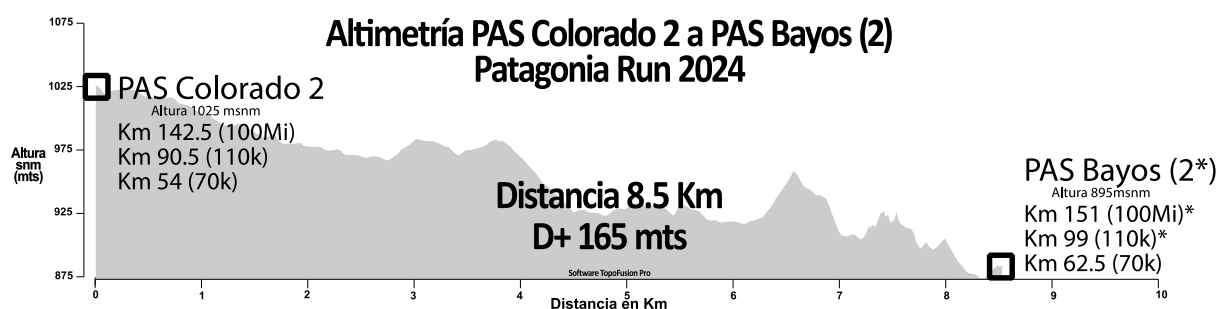 Altimetría PAS Colorado 2 a PAS Bayos (2)
Patagonia Run 2024
1075
1025
975
925
875
Altura
snm
(mts)
PAS Colorado 2
Altura 1025 msnm
Km 142.5 (100Mi)
Km 90.5 (110k)
Km 54 (70k)
Distancia 8.5 Km
D+ 165 mts
Software TopoFusion Pro
PAS Bayos (2*)
Altura 895msnm
Km 151 (100Mi)*
Km 99 (110k)*
Km 62.5 (70k)
0 1 2 3 4 5 6 7 8 9 10
Distancia en Km